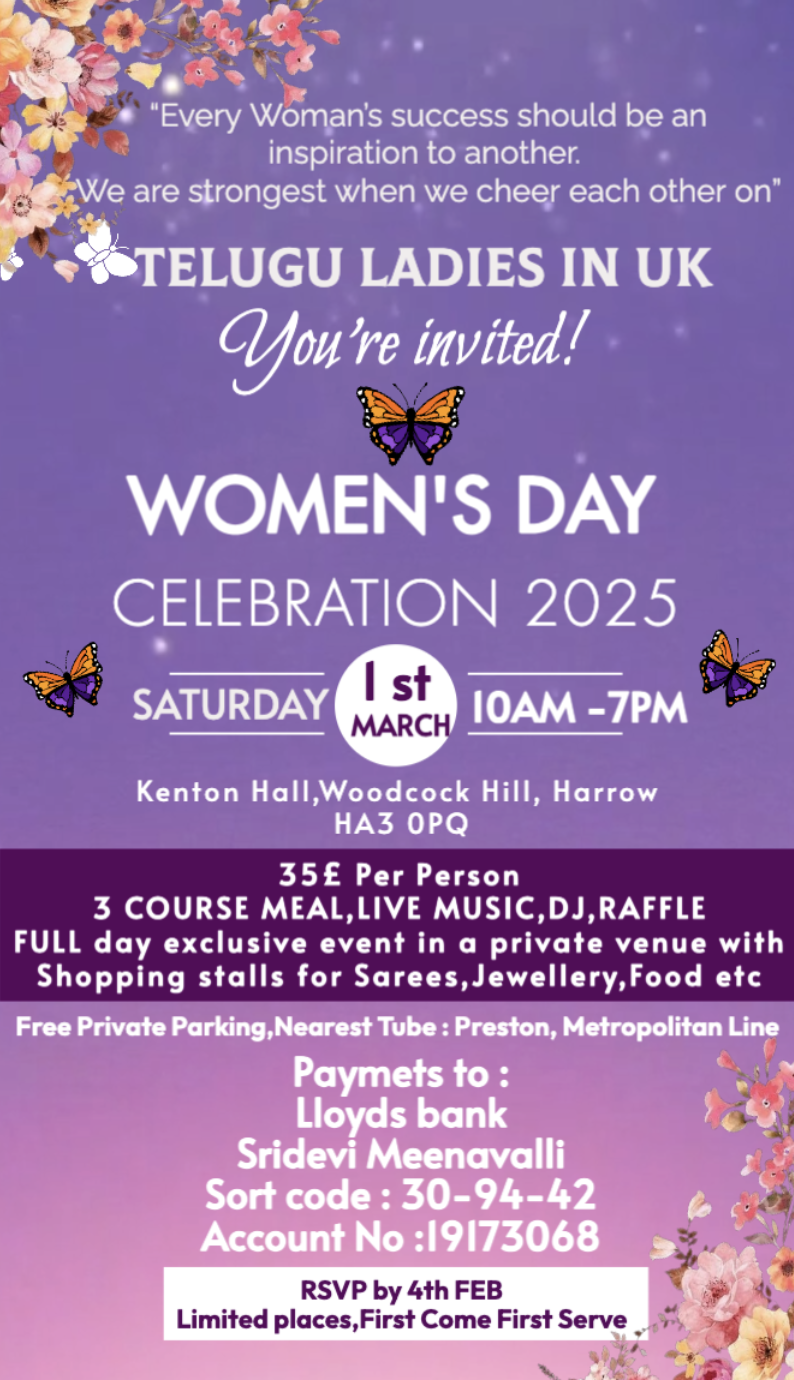 "Every Woman's success should be an
inspiration to another.
We are strongest when we cheer each other on"
TELUGU LADIES IN UK
You're invited!
WOMEN'S DAY
CELEBRATION 2025
SATURDAY
1 st
MARCH
10AM -7PM
Kenton Hall,Woodcock Hill, Harrow
HA3 0PQ
35£ Per Person
3 COURSE MEAL,LIVE MUSIC,DJ,RAFFLE
FULL day exclusive event in a private venue with
Shopping stalls for Sarees,Jewellery,Food etc
Free Private Parking,Nearest Tube : Preston, Metropolitan Line
Paymets to :
Lloyds bank
Sridevi Meenavalli
Sort code : 30-94-42
Account No :19173068
RSVP by 4th FEB
Limited places,First Come First Serve